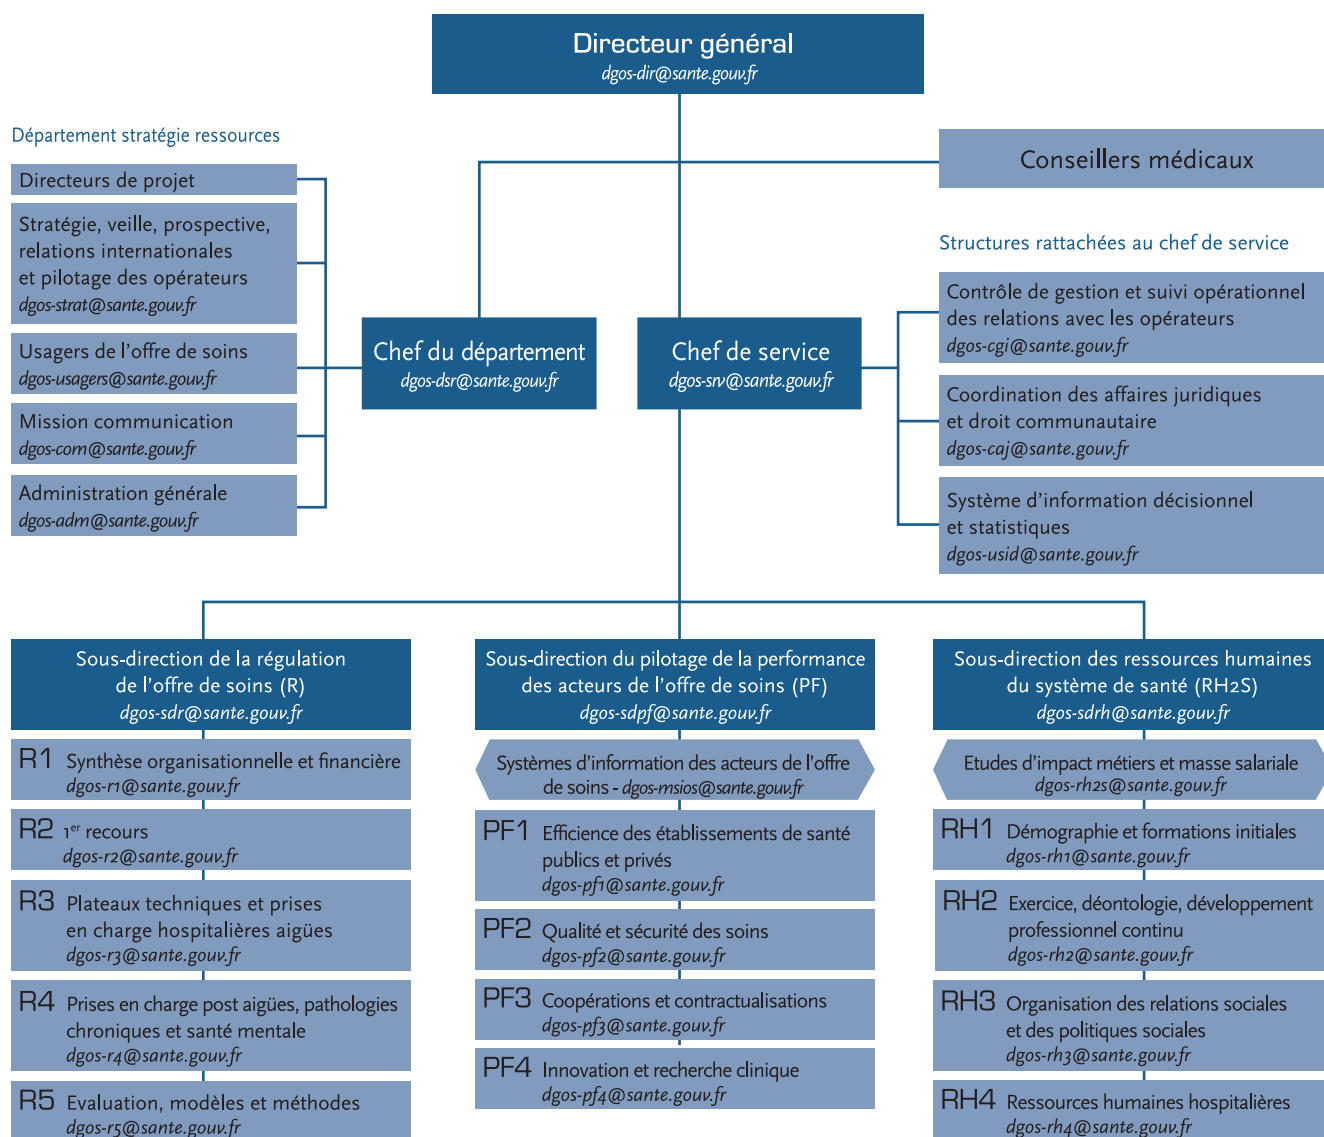 Directeur général
dgos-dir@sante.gouv.fr
Département stratégie ressources
Directeurs de projet
Stratégie, veille, prospective,
relations internationales
et pilotage des opérateurs
dgos-strat@sante.gouv.fr
Usagers de l'offre de soins
dgos-usagers@sante.gouv.fr
Mission communication
dgos-com@sante.gouv.fr
Administration générale
dgos-adm@sante.gouv.fr
Chef du département
dgos-dsr@sante.gouv.fr
Chef de service
dgos-srv@sante.gouv.fr
Conseillers médicaux
Structures rattachées au chef de service
Contrôle de gestion et suivi opérationnel
des relations avec les opérateurs
dgos-cgi@sante.gouv.fr
Coordination des affaires juridiques
et droit communautaire
dgos-caj@sante.gouv.fr
Système d'information décisionnel
et statistiques
dgos-usid@sante.gouv.fr
Sous-direction de la régulation
de l'offre de soins (R)
dgos-sdr@sante.gouv.fr
R1 Synthèse organisationnelle et financière
dgos-r1@sante.gouv.fr
R2 1er recours
dgos-r2@sante.gouv.fr
R3 Plateaux techniques et prises
en charge hospitalières aigües
dgos-r3@sante.gouv.fr
R4 Prises en charge post aigües, pathologies
chroniques et santé mentale
dgos-r4@sante.gouv.fr
R5 Evaluation, modèles et méthodes
dgos-r5@sante.gouv.fr
Sous-direction du pilotage de la performance
des acteurs de l'offre de soins (PF)
dgos-sdpf@sante.gouv.fr
Systèmes d'information des acteurs de l'offre
de soins - dgos-msios@sante.gouv.fr
PF1 Efficience des établissements de santé
publics et privés
dgos-pf1@sante.gouv.fr
PF2 Qualité et sécurité des soins
dgos-pf2@sante.gouv.fr
PF3 Coopérations et contractualisations
dgos-pf3@sante.gouv.fr
PF4 Innovation et recherche clinique
dgos-pf4@sante.gouv.fr
Sous-direction des ressources humaines
du système de santé (RH2S)
dgos-sdrh@sante.gouv.fr
Etudes d'impact métiers et masse salariale
dgos-rh2s@sante.gouv.fr
RH1 Démographie et formations initiales
dgos-rh1@sante.gouv.fr
RH2 Exercice, déontologie, développement
professionnel continu
dgos-rh2@sante.gouv.fr
RH3 Organisation des relations sociales
et des politiques sociales
dgos-rh3@sante.gouv.fr
RH4 Ressources humaines hospitalières
dgos-rh4@sante.gouv.fr